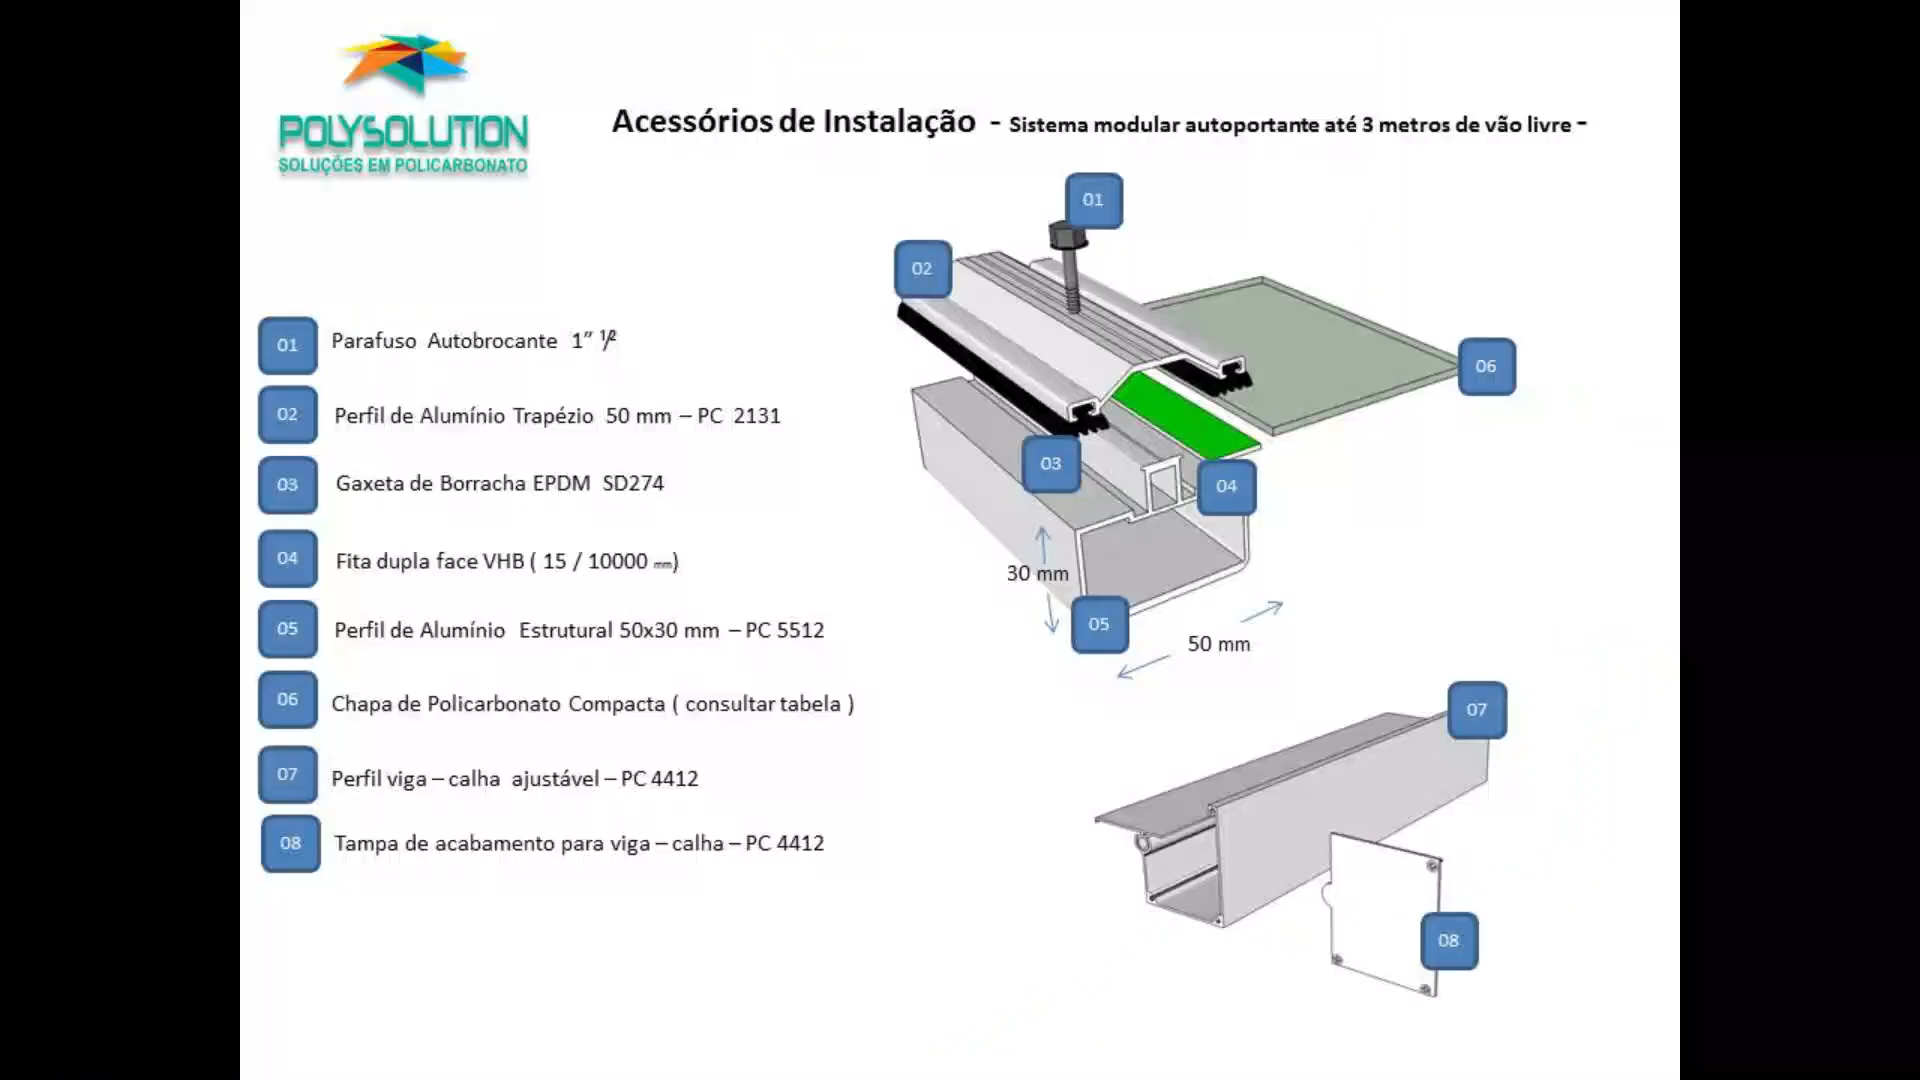 POLYSOLUTION
SOLUÇÕES EM POLICARBONATO
Acessórios de Instalação - Sistema modular autoportante até 3 metros de vão livre -
01 Parafuso Autobrocante 1” ½
02 Perfil de Alumínio Trapézio 50 mm – PC 2131
03 Gaxeta de Borracha EPDM SD274
04 Fita dupla face VHB ( 15 / 10000 mm)
05 Perfil de Alumínio Estrutural 50x30 mm – PC 5512
06 Chapa de Policarbonato Compacta ( consultar tabela )
07 Perfil viga – calha ajustável – PC 4412
08 Tampa de acabamento para viga – calha – PC 4412
01
02
06
03
04
30 mm
05
50 mm
07
08